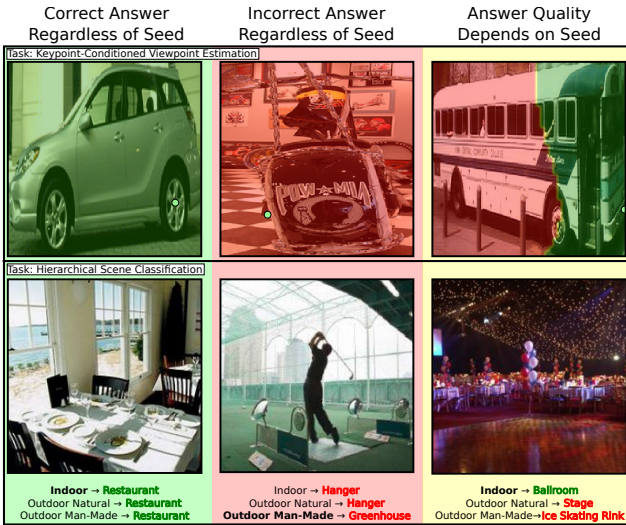 Correct Answer
Regardless of Seed
Incorrect Answer
Regardless of Seed
Answer Quality
Depends on Seed
Task: Keypoint-Conditioned Viewpoint Estimation
POW★MIA
Task: Hierarchical Scene Classification
Indoor → Restaurant
Outdoor Natural → Restaurant
Outdoor Man-Made → Restaurant
Indoor → Hanger
Outdoor Natural → Hanger
Outdoor Man-Made → Greenhouse
Indoor → Ballroom
Outdoor Natural → Stage
Outdoor Man-Made→Ice Skating Rink